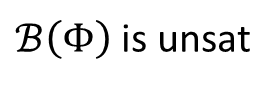 ℬ(Φ) is unsat